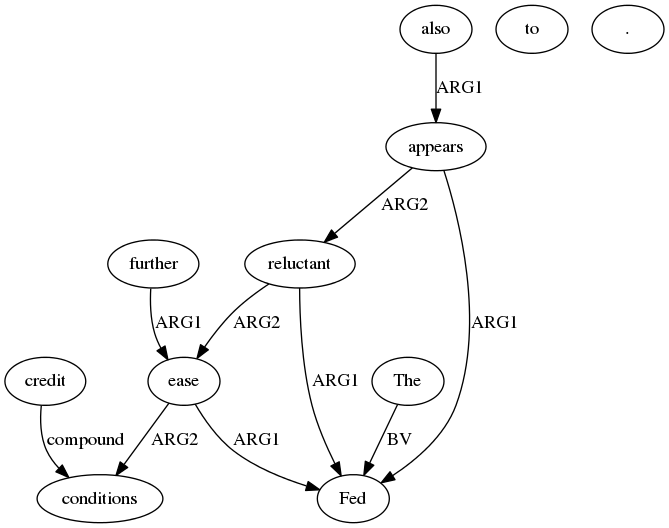 also to .
ARG1
appears
ARG2
further reluctant
ARG1 ARG2 ARG1
credit ease ARG1 The
compound ARG2 ARG1 BV
conditions Fed